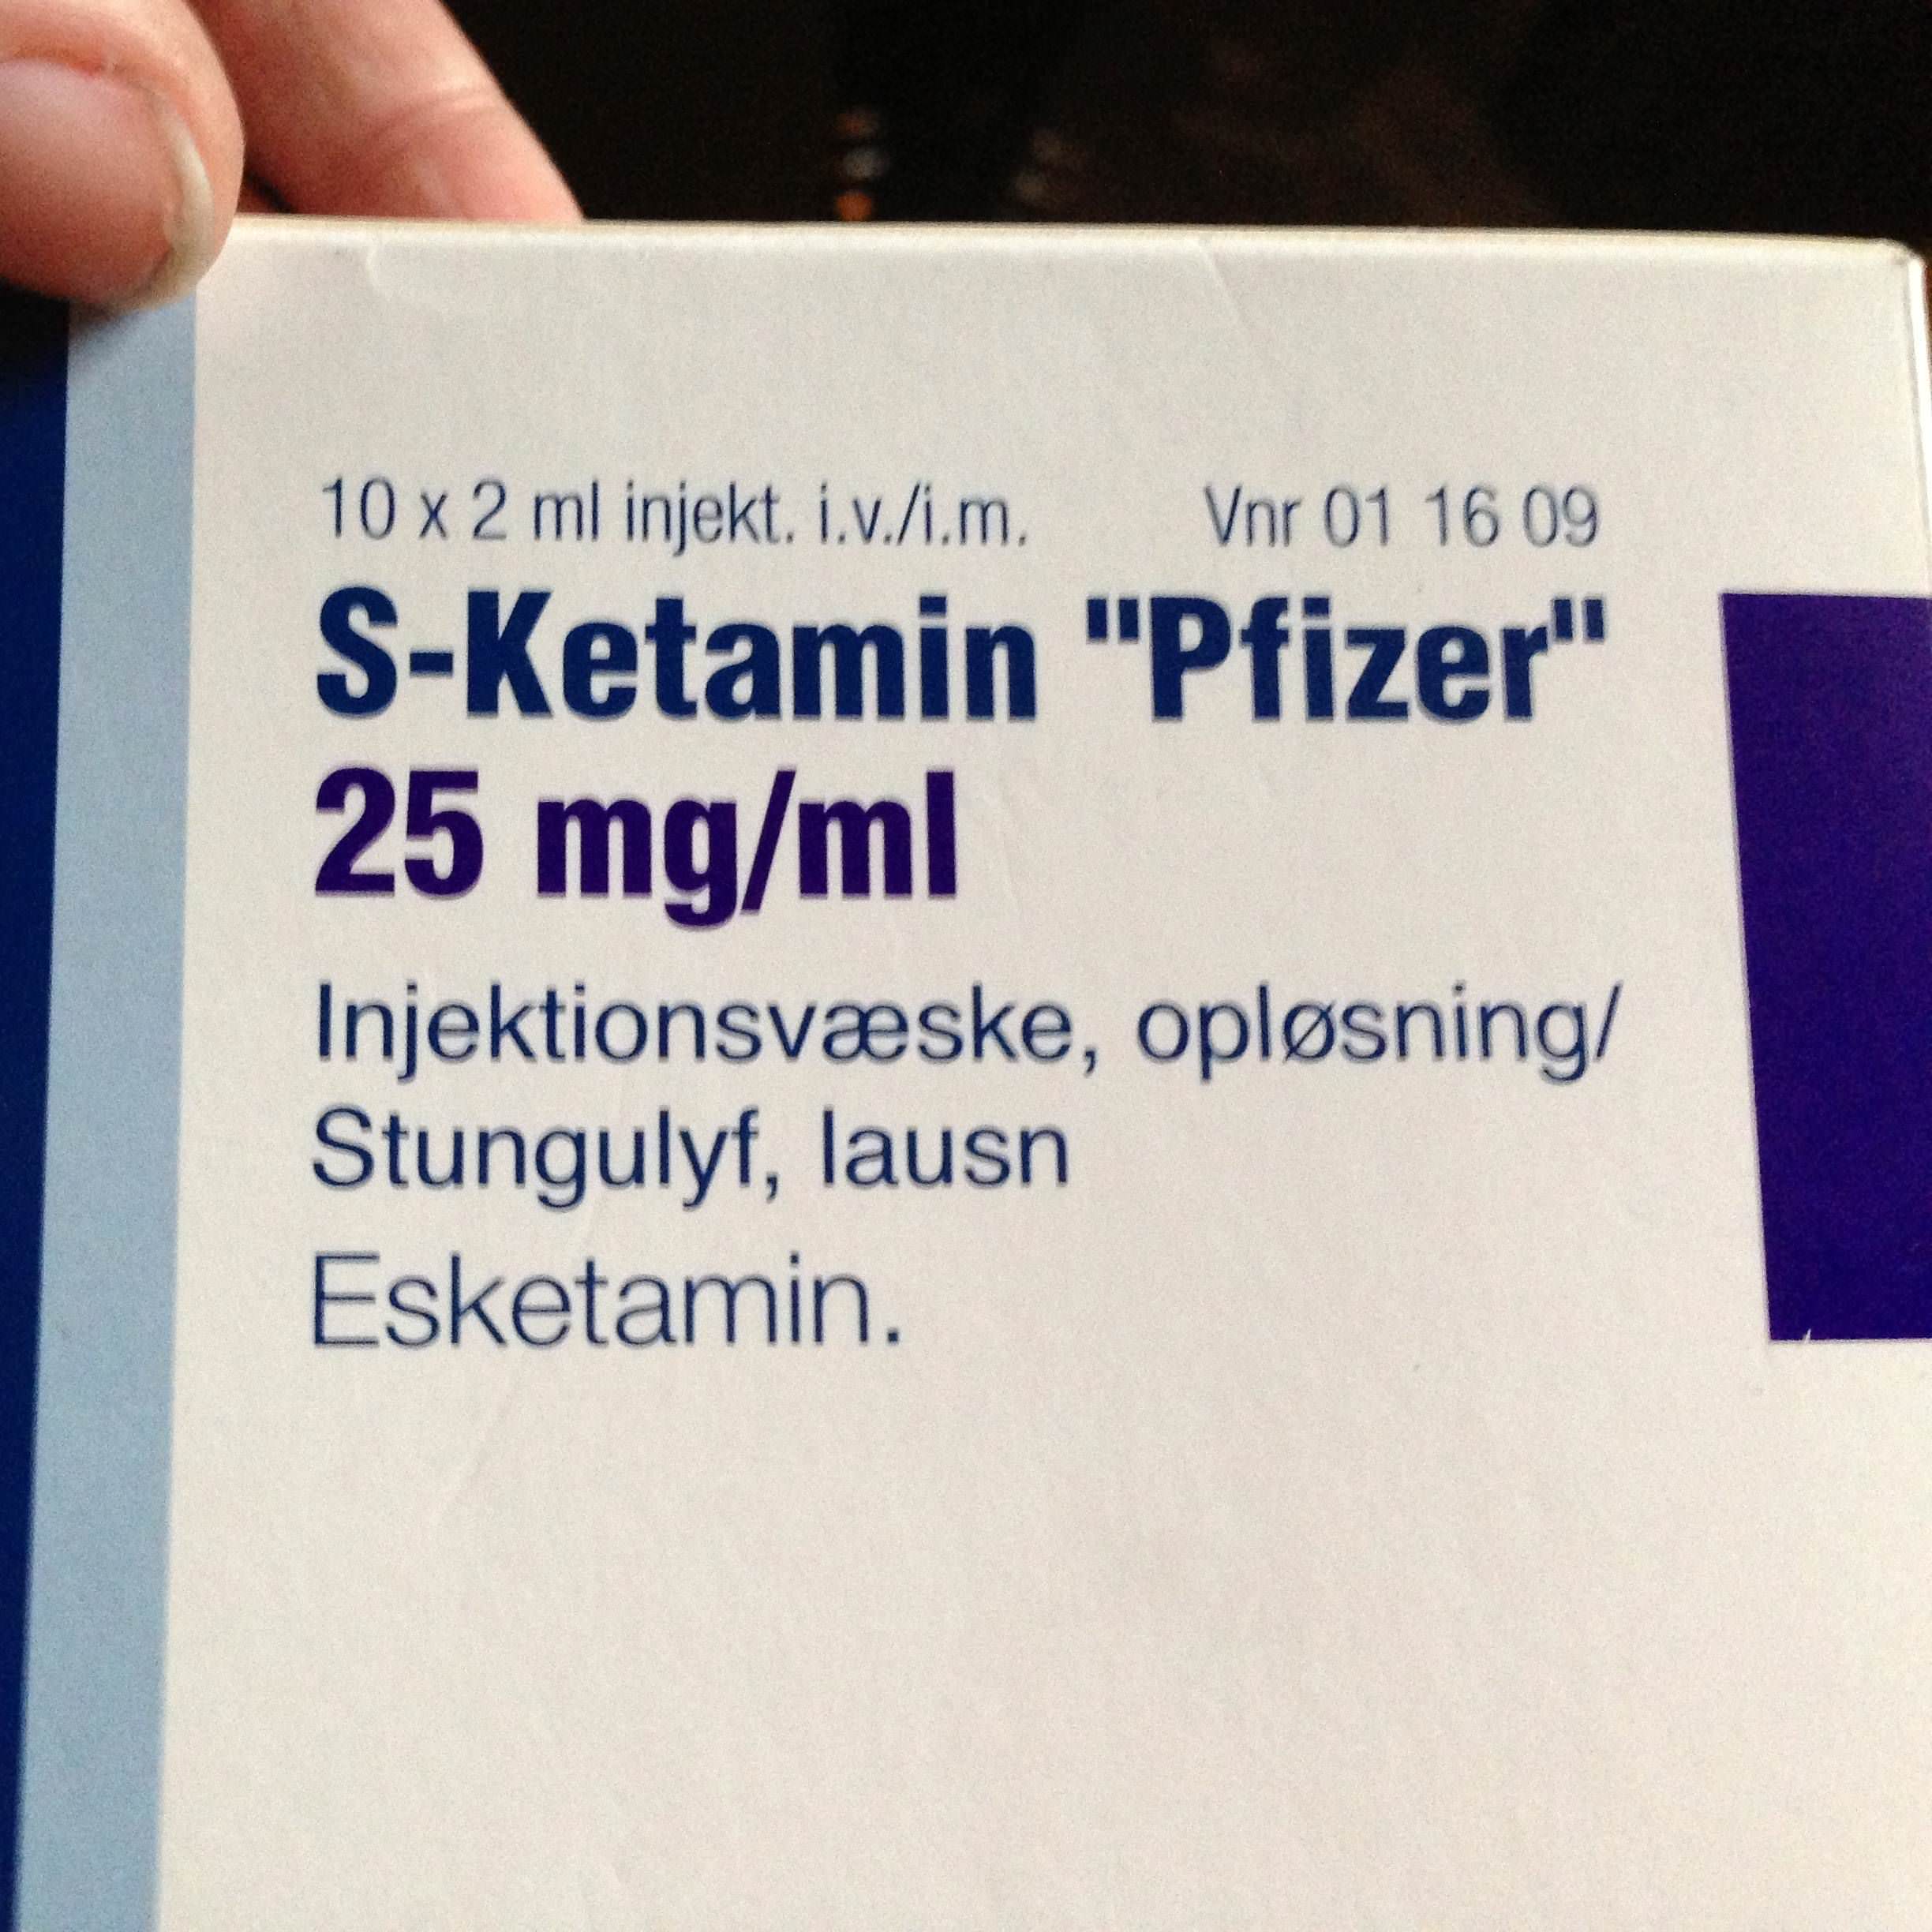 10 x 2 ml injekt. i.v./i.m. Vnr 01 16 09
S-Ketamin "Pfizer"
25 mg/ml
Injektionsvæske, opløsning/
Stungulyf, lausn
Esketamin.